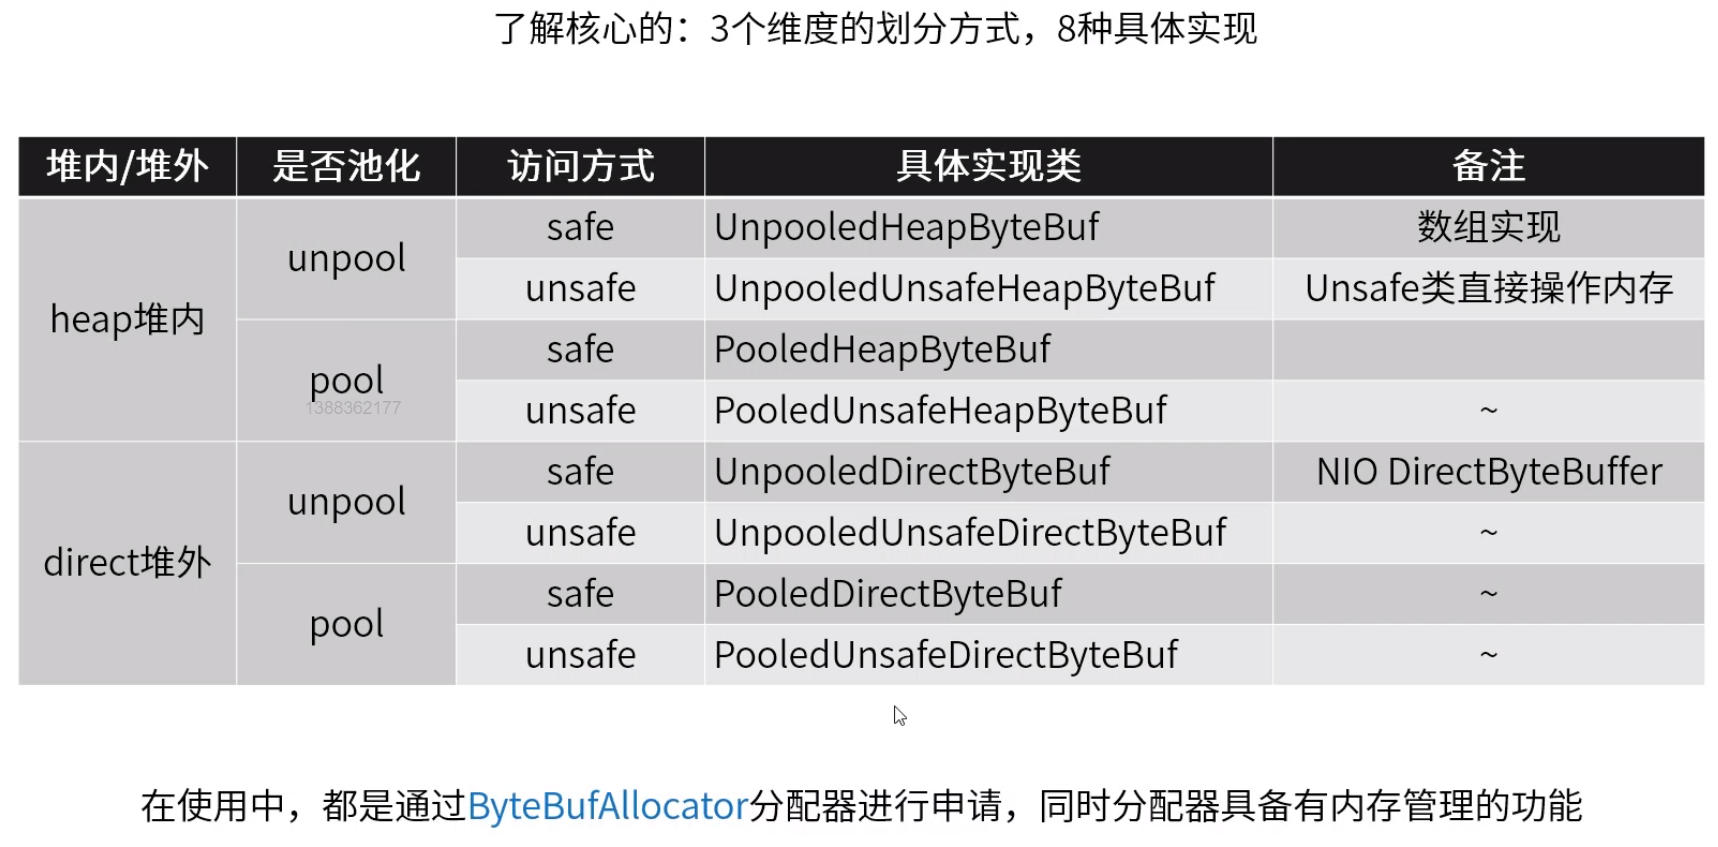 了解核心的：3个维度的划分方式，8种具体实现
堆内/堆外 是否池化 访问方式 具体实现类 备注
heap堆内 unpool safe UnpooledHeapByteBuf 数组实现
unsafe UnpooledUnsafeHeapByteBuf Unsafe类直接操作内存
pool safe PooledHeapByteBuf
1388362177
unsafe PooledUnsafeHeapByteBuf ~
direct堆外 unpool safe UnpooledDirectByteBuf NIO DirectByteBuffer
unsafe UnpooledUnsafeDirectByteBuf ~
pool safe PooledDirectByteBuf ~
unsafe PooledUnsafeDirectByteBuf ~
在使用中，都是通过ByteBufAllocator分配器进行申请，同时分配器具备有内存管理的功能